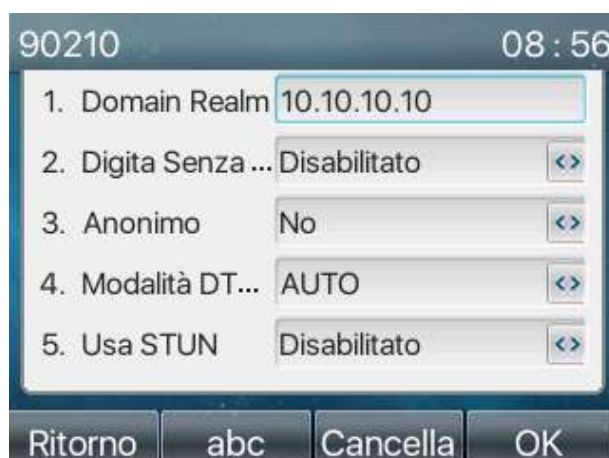 90210 08 : 56
1. Domain Realm 10.10.10.10
2. Digita Senza ... Disabilitato
3. Anonimo No
4. Modalità DT... AUTO
5. Usa STUN Disabilitato
Ritorno abc Cancella OK